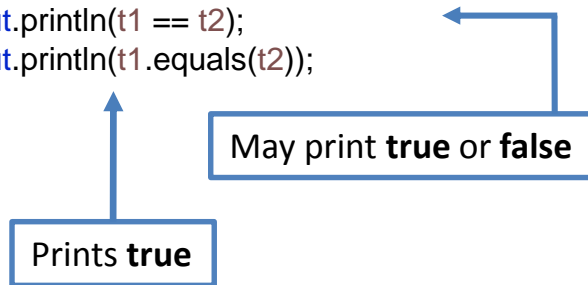 .println(t1 == t2);
.println(t1.equals(t2));
May print true or false
Prints true